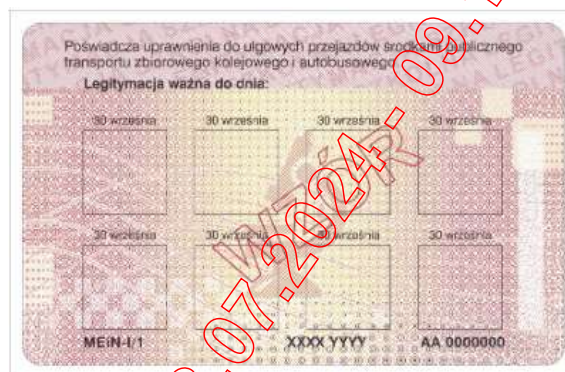 Poświadcza uprawnienia do ulgowych przejazdów środkami publicznego
transportu zbiorowego kolejowego i autobusowego
Legitymacja ważna do dnia:
30 września 30 września 30 września 30 września
WZÓR
30 września 30 września 30 września 30 września
MEiN-I/1 XXXX YYYY AA 0000000
07.2024-09.